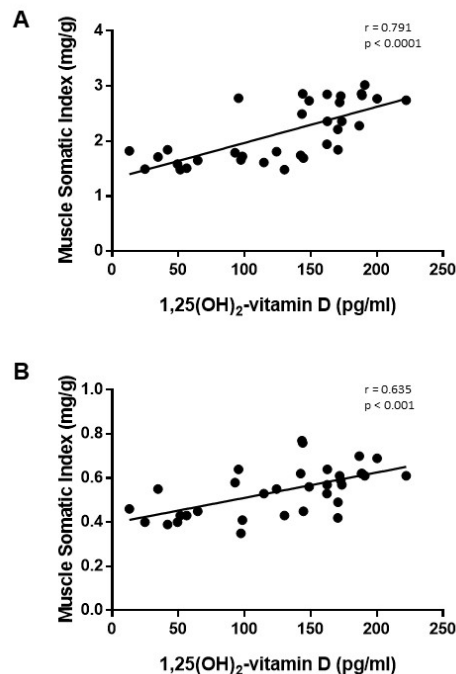 A
r = 0.791
p < 0.0001
Muscle Somatic Index (mg/g)
4
3
2
1
0
0 50 100 150 200 250
1,25(OH)₂-vitamin D (pg/ml)
B
r = 0.635
p < 0.001
Muscle Somatic Index (mg/g)
1.0
0.8
0.6
0.4
0.2
0.0
0 50 100 150 200 250
1,25(OH)₂-vitamin D (pg/ml)